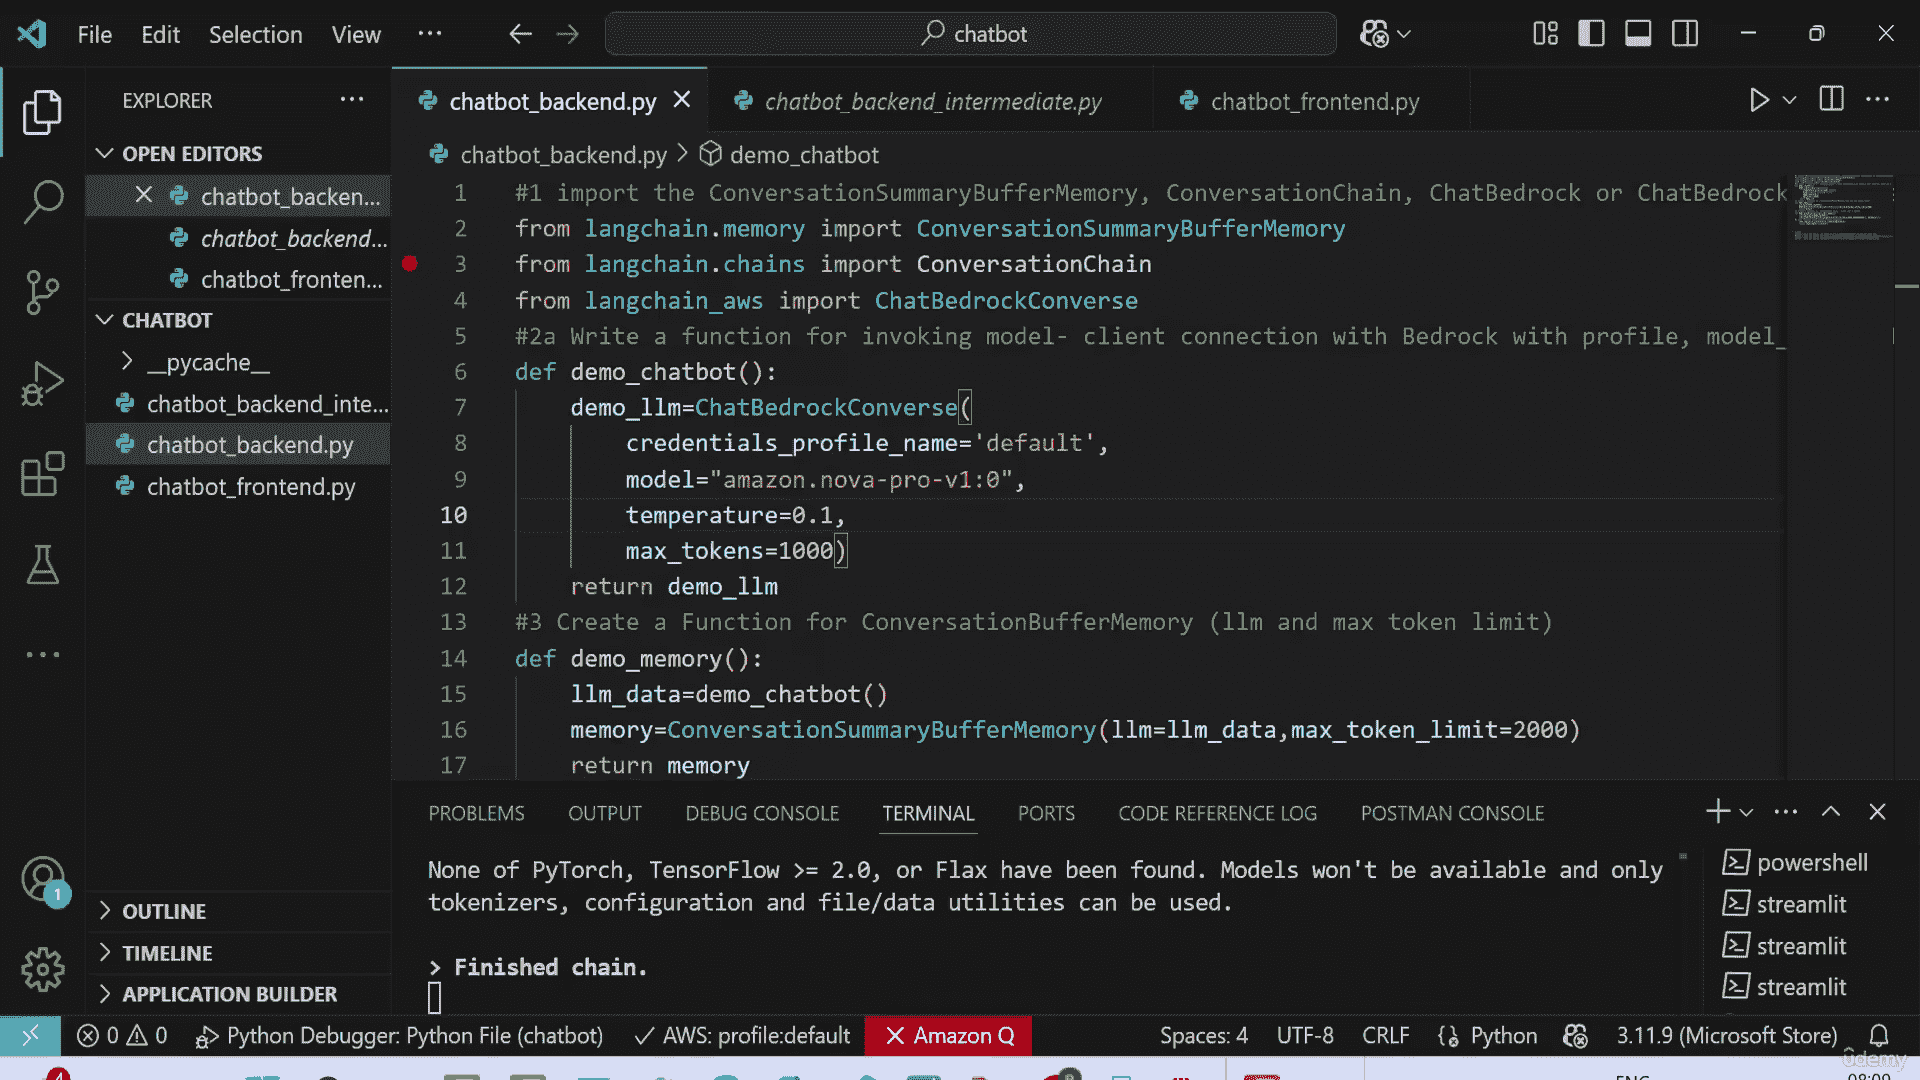 File Edit Selection View ··· chatbot
EXPLORER ···
OPEN EDITORS
chatbot_backen...
chatbot_backend...
chatbot_fronten...
CHATBOT
__pycache__
chatbot_backend_inte...
chatbot_backend.py
chatbot_frontend.py
OUTLINE
TIMELINE
APPLICATION BUILDER
1
chatbot_backend.py chatbot_backend_intermediate.py chatbot_frontend.py
chatbot_backend.py > demo_chatbot
1 #1 import the ConversationSummaryBufferMemory, ConversationChain, ChatBedrock or ChatBedrock
2 from langchain.memory import ConversationSummaryBufferMemory
3 from langchain.chains import ConversationChain
4 from langchain_aws import ChatBedrockConverse
5 #2a Write a function for invoking model- client connection with Bedrock with profile, model_
6 def demo_chatbot():
7 demo_llm=ChatBedrockConverse(
8 credentials_profile_name='default',
9 model="amazon.nova-pro-v1:0",
10 temperature=0.1,
11 max_tokens=1000)
12 return demo_llm
13 #3 Create a Function for ConversationBufferMemory (llm and max token limit)
14 def demo_memory():
15 llm_data=demo_chatbot()
16 memory=ConversationSummaryBufferMemory(llm=llm_data,max_token_limit=2000)
17 return memory
PROBLEMS OUTPUT DEBUG CONSOLE TERMINAL PORTS CODE REFERENCE LOG POSTMAN CONSOLE
None of PyTorch, TensorFlow >= 2.0, or Flax have been found. Models won't be available and only
tokenizers, configuration and file/data utilities can be used.
> Finished chain.
powershell
streamlit
streamlit
streamlit
0 0 Python Debugger: Python File (chatbot) AWS: profile:default Amazon Q Spaces: 4 UTF-8 CRLF Python 3.11.9 (Microsoft Store)
udemy